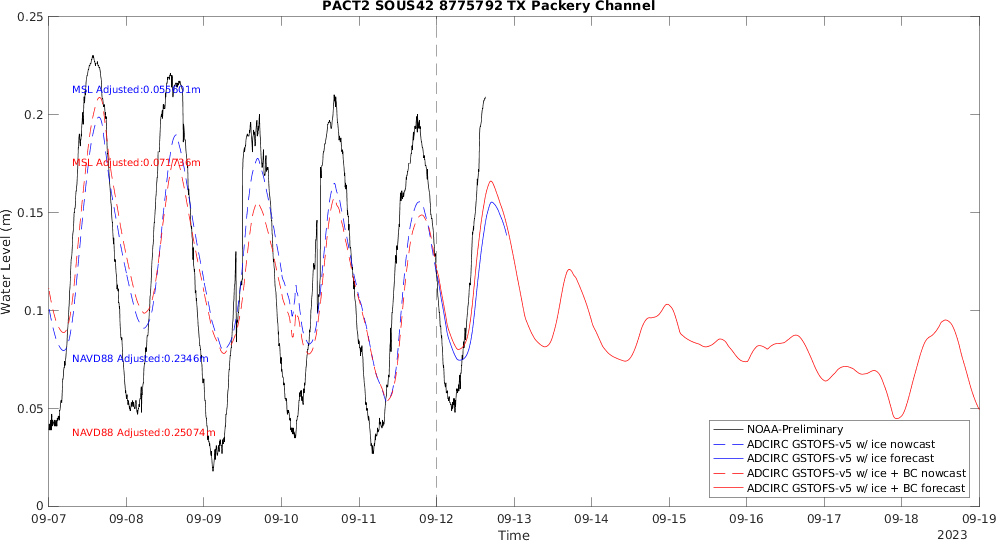 PACT2 SOUS42 8775792 TX Packery Channel
Water Level (m)
0.25
0.2
0.15
0.1
0.05
0
MSL Adjusted:0.055801m
MSL Adjusted:0.071736m
NAVD88 Adjusted:0.2346m
NAVD88 Adjusted:0.25074m
NOAA-Preliminary
ADCIRC GSTOFS-v5 w/ ice nowcast
ADCIRC GSTOFS-v5 w/ ice forecast
ADCIRC GSTOFS-v5 w/ ice + BC nowcast
ADCIRC GSTOFS-v5 w/ ice + BC forecast
09-07 09-08 09-09 09-10 09-11 09-12 09-13 09-14 09-15 09-16 09-17 09-18 09-19
Time
2023